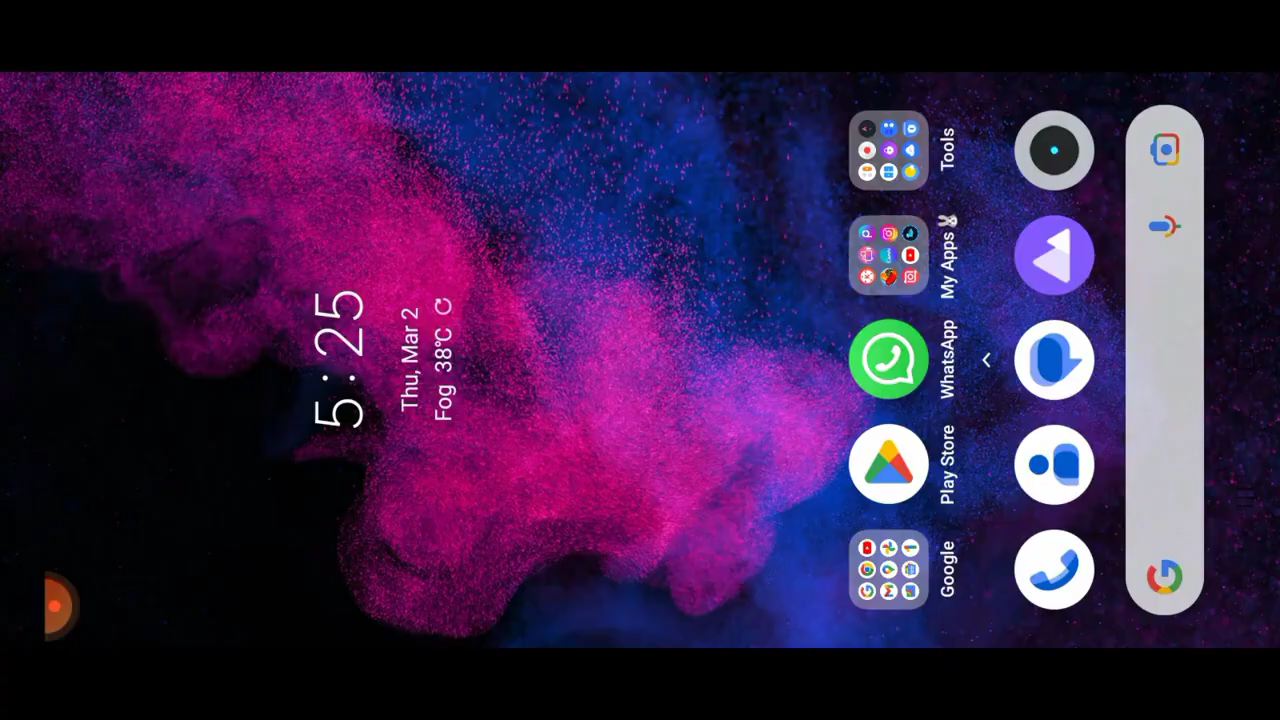 5:25
Thu, Mar 2
Fog 38°C
Google
Play Store
WhatsApp
My Apps🐰
Tools